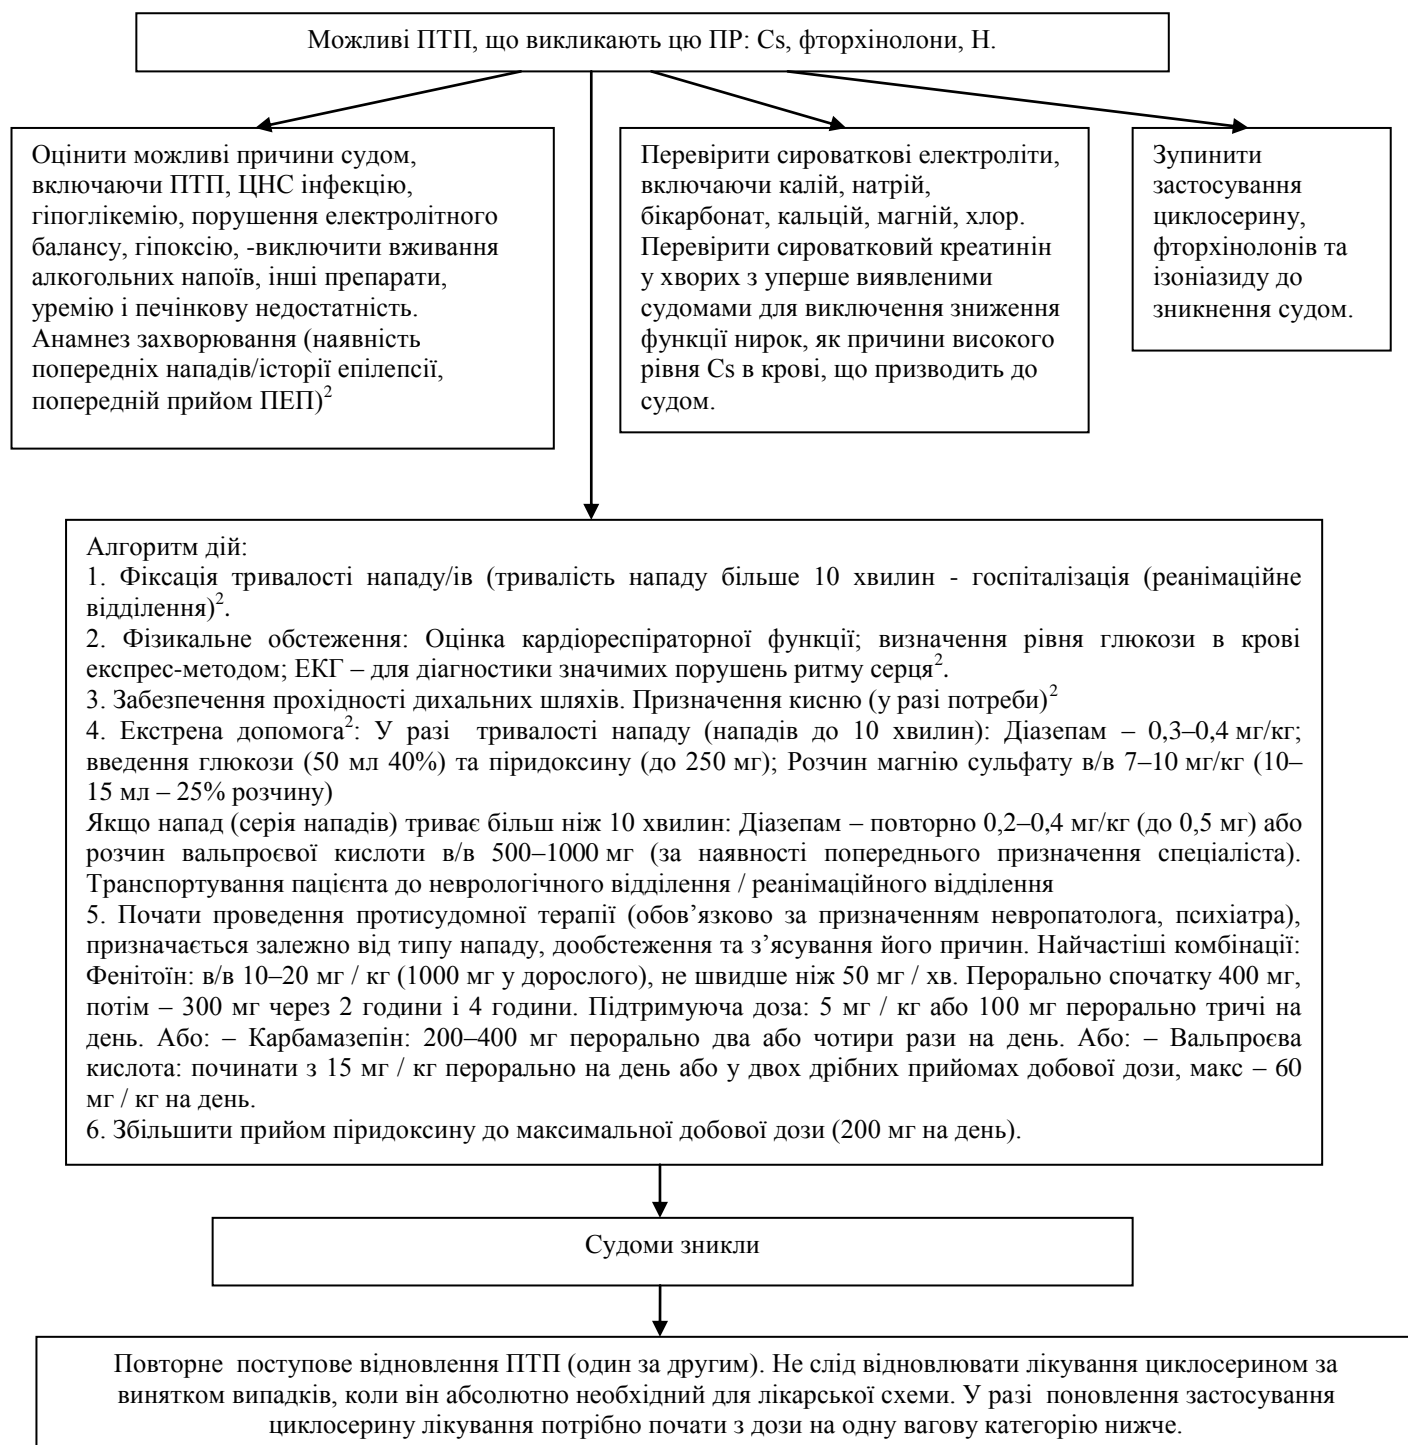 Можливі ПТП, що викликають цю ПР: Cs, фторхінолони, Н.
Оцінити можливі причини судом,
включаючи ПТП, ЦНС інфекцію,
гіпоглікемію, порушення електролітного
балансу, гіпоксію, -виключити вживання
алкогольних напоїв, інші препарати,
уремію і печінкову недостатність.
Анамнез захворювання (наявність
попередніх нападів/історії епілепсії,
попередній прийом ПЕП)²
Перевірити сироваткові електроліти,
включаючи калій, натрій,
бікарбонат, кальцій, магній, хлор.
Перевірити сироватковий креатинін
у хворих з уперше виявленими
судомами для виключення зниження
функції нирок, як причини високого
рівня Cs в крові, що призводить до
судом.
Зупинити
застосування
циклосерину,
фторхінолонів та
ізоніазиду до
зникнення судом.
Алгоритм дій:
1. Фіксація тривалості нападу/ів (тривалість нападу більше 10 хвилин - госпіталізація (реанімаційне
відділення)².
2. Фізикальне обстеження: Оцінка кардіореспіраторної функції; визначення рівня глюкози в крові
експрес-методом; ЕКГ – для діагностики значимих порушень ритму серця².
3. Забезпечення прохідності дихальних шляхів. Призначення кисню (у разі потреби)²
4. Екстрена допомога²: У разі тривалості нападу (нападів до 10 хвилин): Діазепам – 0,3–0,4 мг/кг;
введення глюкози (50 мл 40%) та піридоксину (до 250 мг); Розчин магнію сульфату в/в 7–10 мг/кг (10–
15 мл – 25% розчину)
Якщо напад (серія нападів) триває більш ніж 10 хвилин: Діазепам – повторно 0,2–0,4 мг/кг (до 0,5 мг) або
розчин вальпроєвої кислоти в/в 500–1000 мг (за наявності попереднього призначення спеціаліста).
Транспортування пацієнта до неврологічного відділення / реанімаційного відділення
5. Почати проведення протисудомної терапії (обов’язково за призначенням невропатолога, психіатра),
призначається залежно від типу нападу, дообстеження та з’ясування його причин. Найчастіші комбінації:
Фенітоїн: в/в 10–20 мг / кг (1000 мг у дорослого), не швидше ніж 50 мг / хв. Перорально спочатку 400 мг,
потім – 300 мг через 2 години і 4 години. Підтримуюча доза: 5 мг / кг або 100 мг перорально тричі на
день. Або: – Карбамазепін: 200–400 мг перорально два або чотири рази на день. Або: – Вальпроєва
кислота: починати з 15 мг / кг перорально на день або у двох дрібних прийомах добової дози, макс – 60
мг / кг на день.
6. Збільшити прийом піридоксину до максимальної добової дози (200 мг на день).
Судоми зникли
Повторне поступове відновлення ПТП (один за другим). Не слід відновлювати лікування циклосерином за
винятком випадків, коли він абсолютно необхідний для лікарської схеми. У разі поновлення застосування
циклосерину лікування потрібно почати з дози на одну вагову категорію нижче.